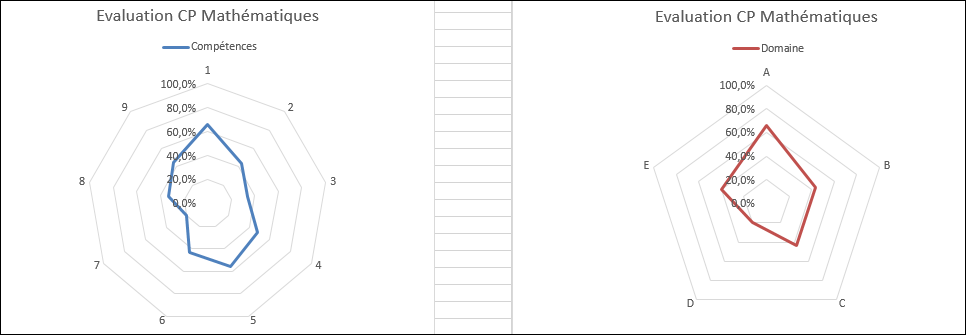 Evaluation CP Mathématiques
Compétences
1
2
3
4
5
6
7
8
9
100,0%
80,0%
60,0%
40,0%
20,0%
0,0%
Evaluation CP Mathématiques
Domaine
A
B
C
D
E
100,0%
80,0%
60,0%
40,0%
20,0%
0,0%